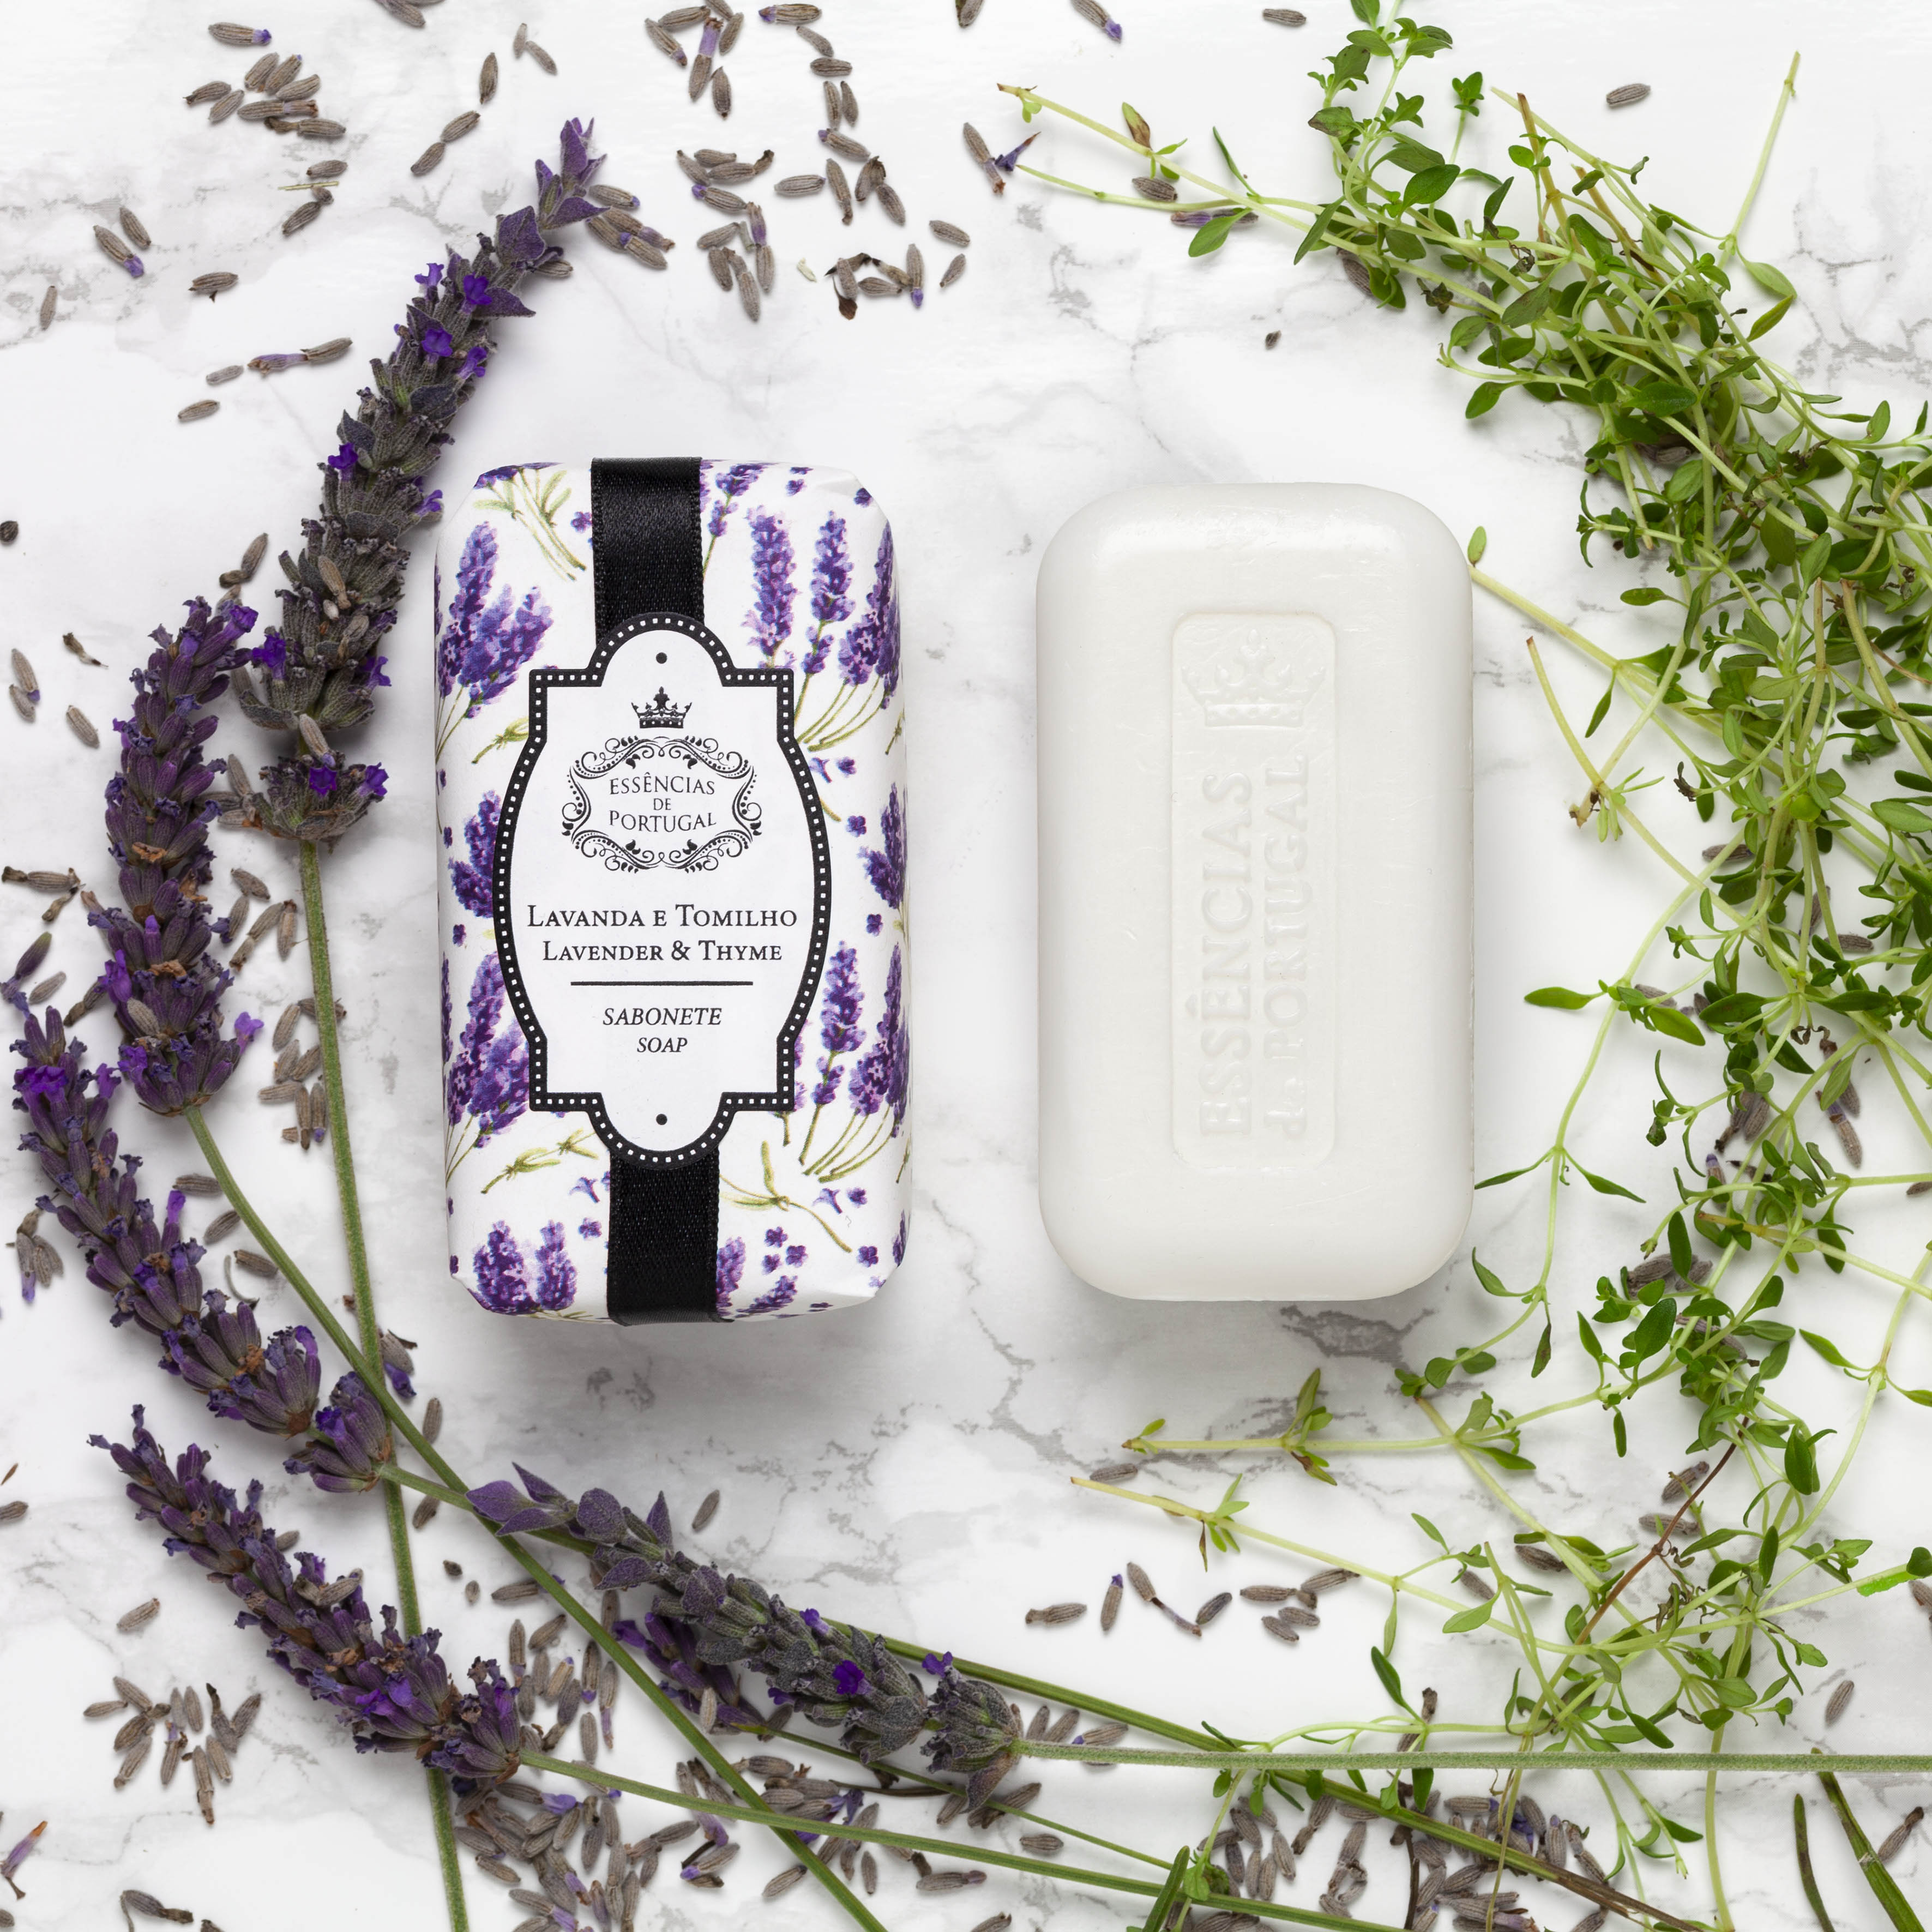 ESSÊNCIAS
DE
PORTUGAL
LAVANDA E TOMILHO
LAVENDER & THYME
SABONETE
SOAP
ESSÊNCIAS
de PORTUGAL